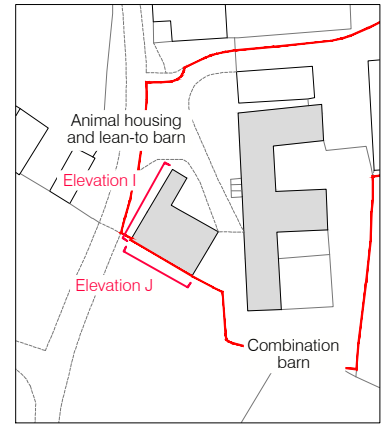 Animal housing
and lean-to barn
Elevation I
Elevation J
Combination
barn